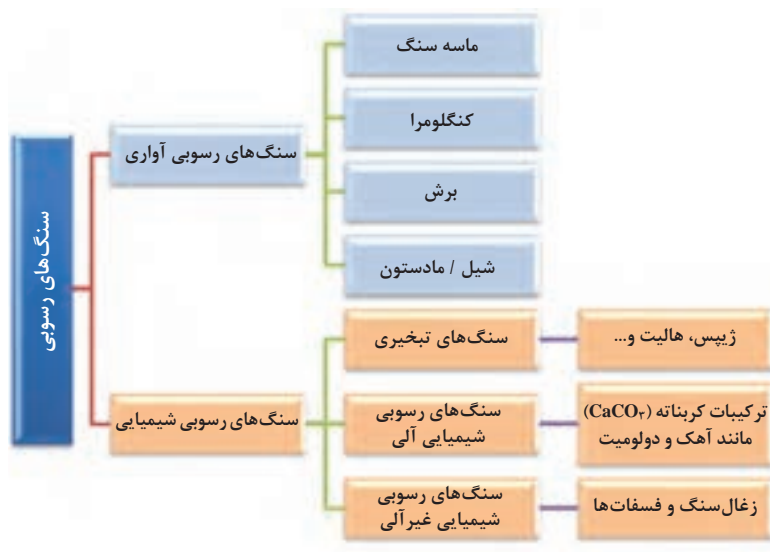 سنگ‌های رسوبی
سنگ‌های رسوبی آواری
ماسه سنگ
کنگلومرا
برش
شیل / مادستون
سنگ‌های رسوبی شیمیایی
سنگ‌های تبخیری
ژیپس، هالیت و...
سنگ‌های رسوبی
شیمیایی آلی
ترکیبات کربناته (CaCO۳)
مانند آهک و دولومیت
سنگ‌های رسوبی
شیمیایی غیرآلی
زغال‌سنگ و فسفات‌ها